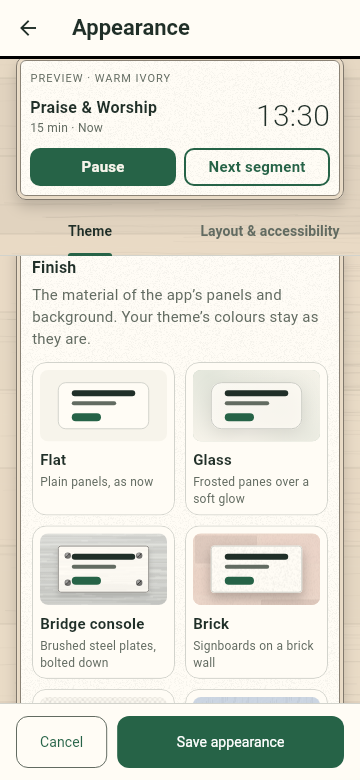 Appearance
PREVIEW · WARM IVORY
Praise & Worship
13:30
15 min · Now
Pause
Next segment
Theme
Layout & accessibility
Finish
The material of the app's panels and
background. Your theme's colours stay as
they are.
Flat
Plain panels, as now
Glass
Frosted panes over a
soft glow
Bridge console
Brushed steel plates,
bolted down
Brick
Signboards on a brick
wall
Cancel
Save appearance